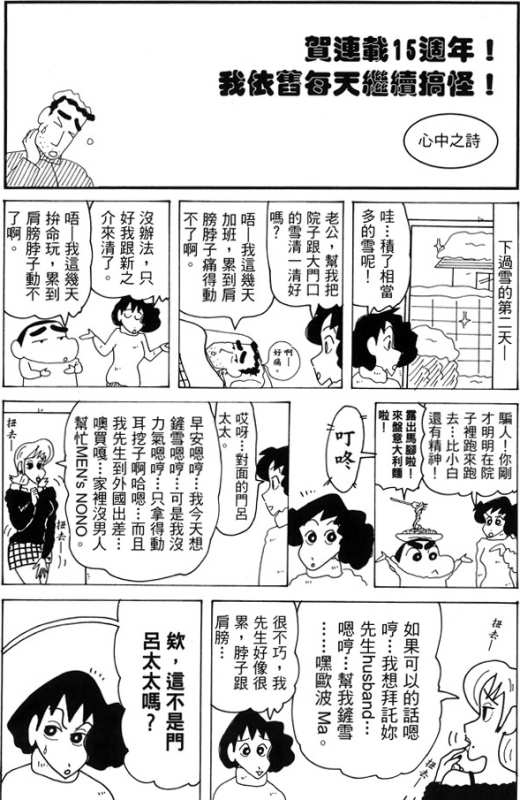 賀連載15週年！
我依舊每天繼續搞怪！
心中之詩
下過雪的第二天—
哇…積了相當
多的雪呢！
老公，幫我把
院子跟大門口
的雪清一清好
嗎？
唔—我這幾天
加班，累到肩
膀脖子痛得動
不了啊。
啊—
好痛。
沒辦法，只
好我跟新之
介來清了。
唔—我這幾天
拚命玩，累到
肩膀脖子動不
了啊。
騙人！你剛
才明明在院
子裡跑來跑
去…比小白
還有精神！
露出馬腳啦！
來盤意大利麵
啦！
叮咚
哎呀…對面的門呂
太太。
早安嗯哼…我今天想
鏟雪嗯哼…可是我沒
力氣嗯哼…只拿得動
耳挖子啊哈嗯…而且
我先生到外國出差…
噢買嘎…家裡沒男人
幫忙MEN's NONO。
扭去—
扭去—
扭去—
如果可以的話嗯
哼…我想拜託妳
先生husband…
嗯哼…幫我鏟雪
……嘿歐波 Ma。
很不巧，我
先生好像很
累，脖子跟
肩膀…
欸，這不是門
呂太太嗎？